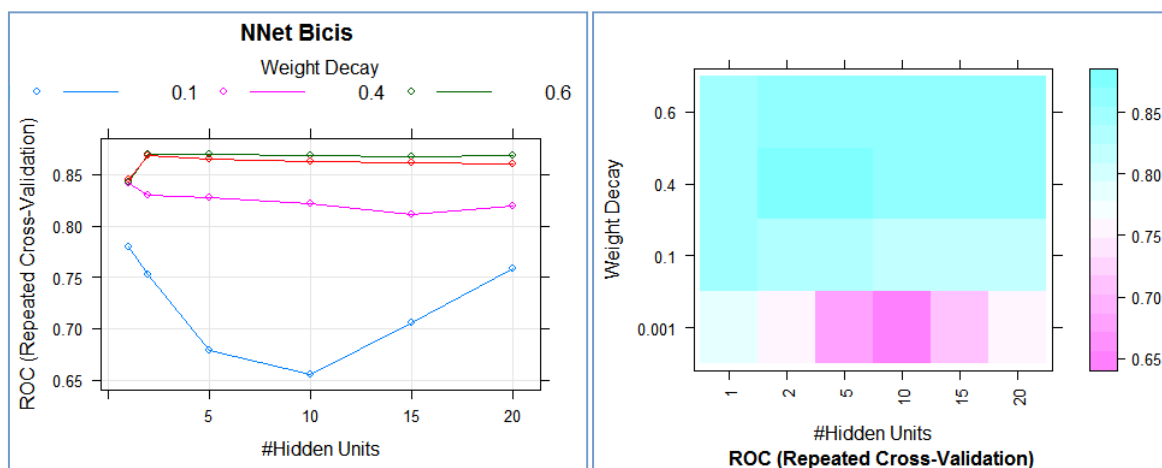 NNet Bicis
Weight Decay
0.1 0.4 0.6
ROC (Repeated Cross-Validation)
0.85
0.80
0.75
0.70
0.65
5 10 15 20
#Hidden Units
Weight Decay
0.6
0.4
0.1
0.001
1 2 5 10 15 20
#Hidden Units
ROC (Repeated Cross-Validation)
0.85
0.80
0.75
0.70
0.65